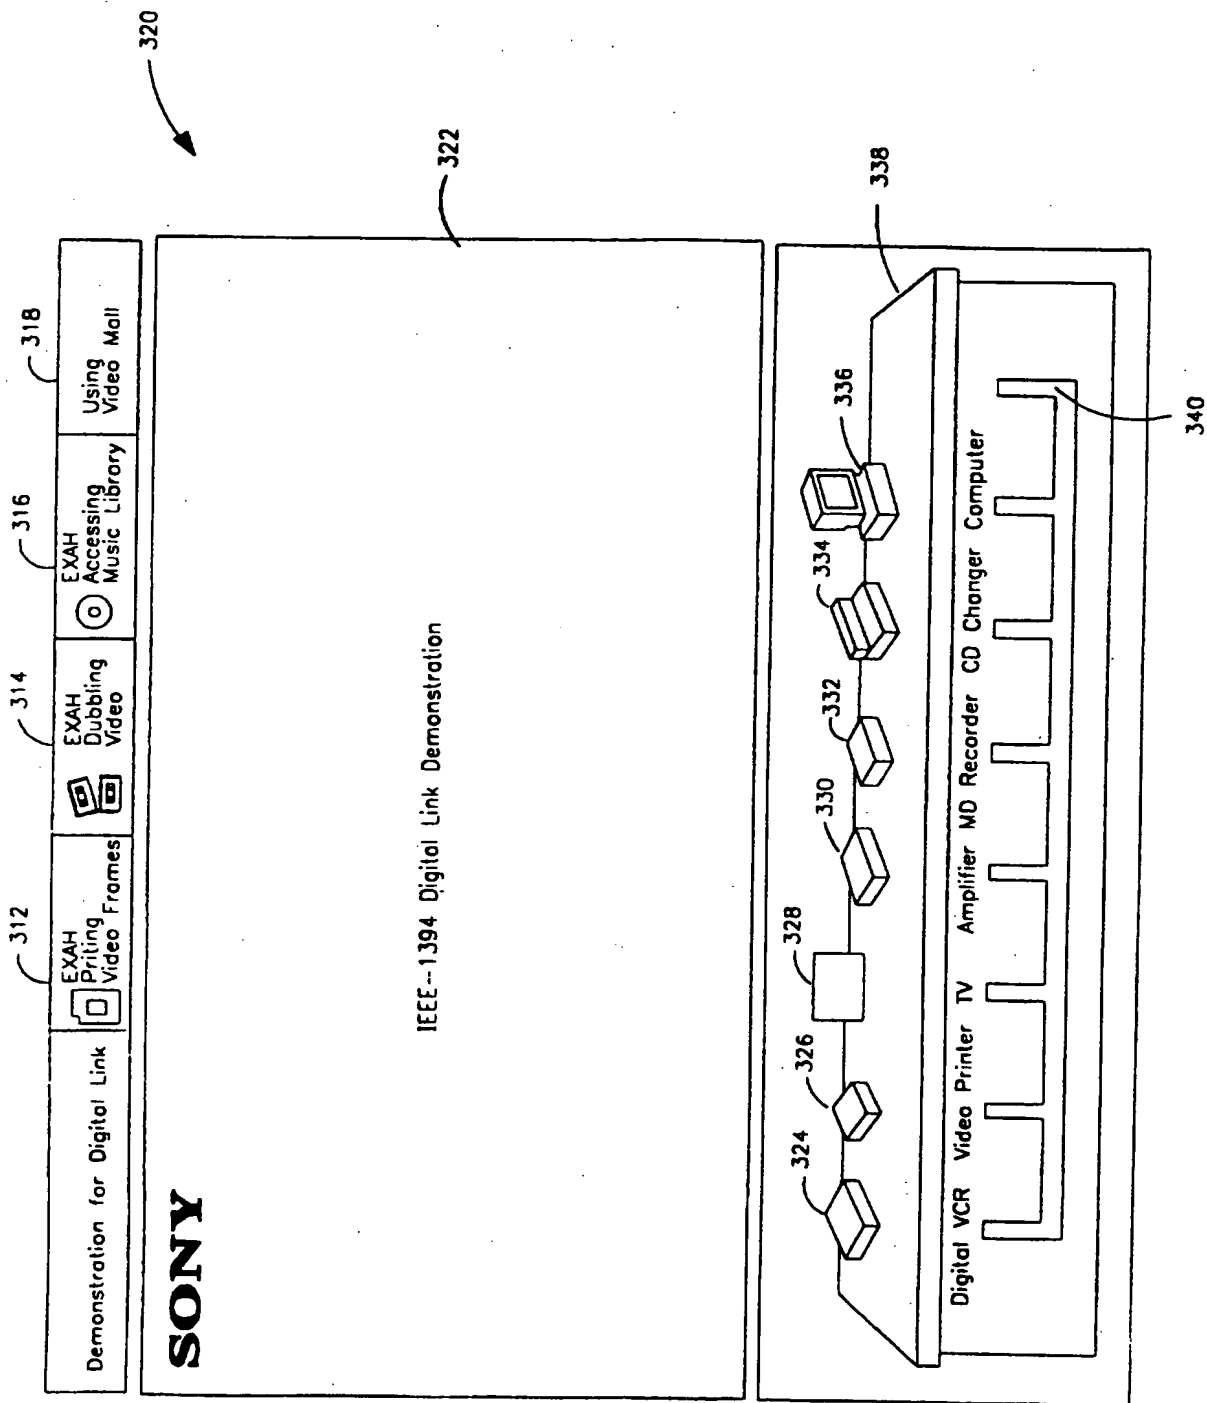 320
312
314
316
318
Demonstration for Digital Link
EXAH
Priting
Video Frames
EXAH
Dubbling
Video
EXAH
Accessing
Music Library
Using
Video Mall
SONY
322
IEEE--1394 Digital Link Demonstration
324
326
328
330
332
334
336
338
Digital VCR Video Printer TV Amplifier MD Recorder CD Changer Computer
340